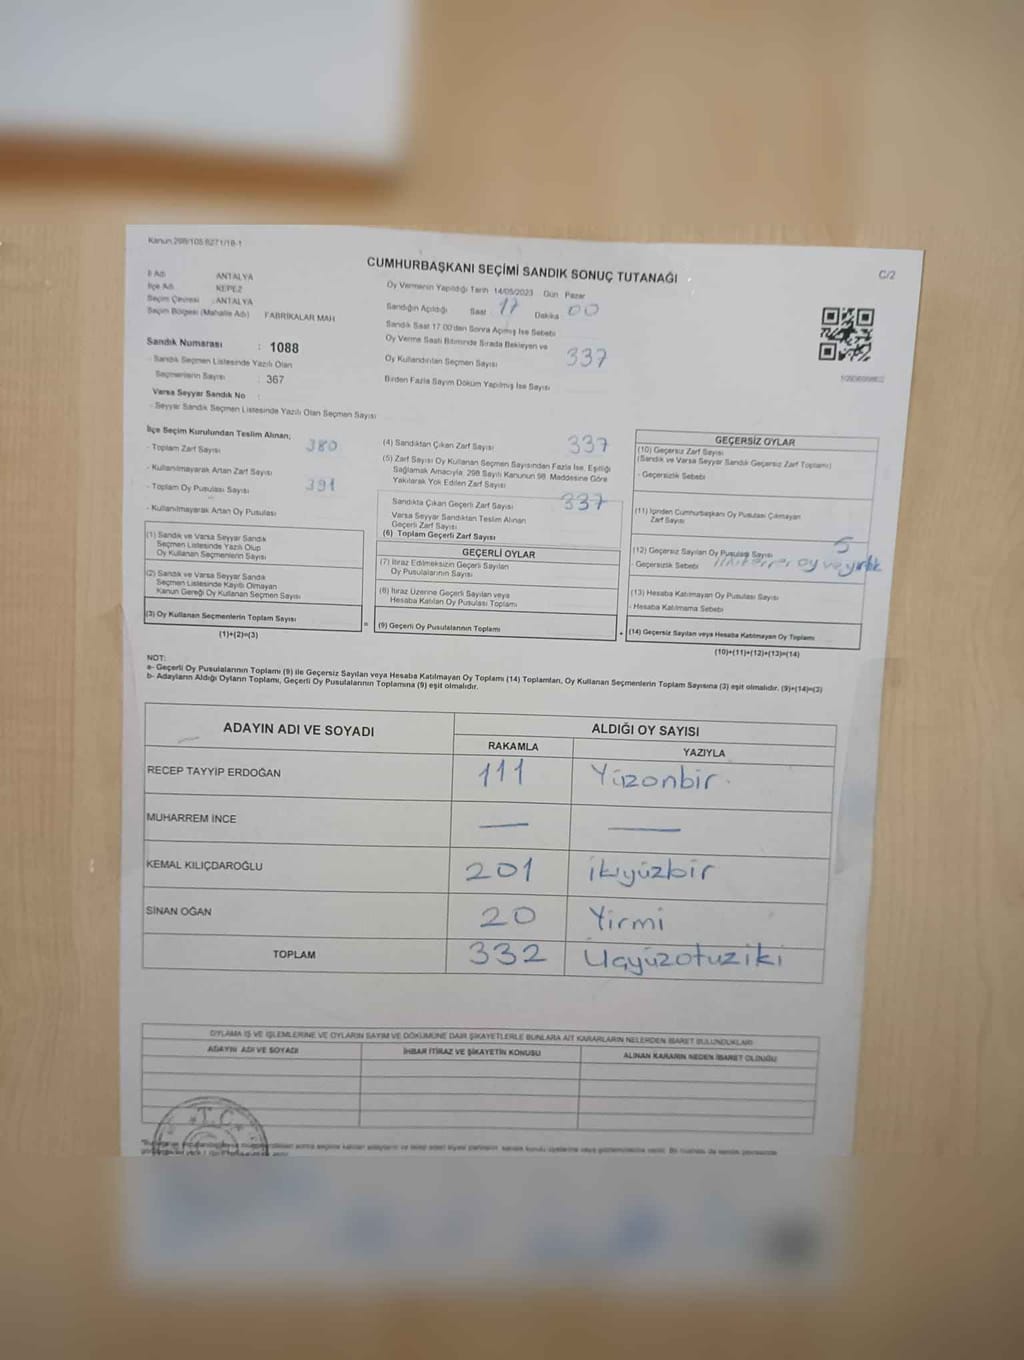 Kanun 298/105 6271/18-1
C/2
CUMHURBAŞKANI SEÇİMİ SANDIK SONUÇ TUTANAĞI
İl Adı ANTALYA
İlçe Adı KEPEZ
Seçim Çevresi : ANTALYA
Seçim Bölgesi (Mahalle Adı) FABRİKALAR MAH
Sandık Numarası : 1088
- Sandık Seçmen Listesinde Yazılı Olan
Seçmenlerin Sayısı : 367
Varsa Seyyar Sandık No :
- Seyyar Sandık Seçmen Listesinde Yazılı Olan Seçmen Sayısı
Oy Vermenin Yapıldığı Tarih 14/05/2023 Gün Pazar
Sandığın Açıldığı Saat 17 Dakika 00
Sandık Saat 17.00'den Sonra Açılmış İse Sebebi
Oy Verme Saati Bitiminde Sırada Bekleyen ve
Oy Kullandırılan Seçmen Sayısı 337
Birden Fazla Sayım Döküm Yapılmış İse Sayısı
İlçe Seçim Kurulundan Teslim Alınan;
- Toplam Zarf Sayısı 380
- Kullanılmayarak Artan Zarf Sayısı
- Toplam Oy Pusulası Sayısı 391
- Kullanılmayarak Artan Oy Pusulası
(1) Sandık ve Varsa Seyyar Sandık
Seçmen Listesinde Yazılı Olup
Oy Kullanan Seçmenlerin Sayısı
(2) Sandık ve Varsa Seyyar Sandık
Seçmen Listesinde Kayıtlı Olmayan
Kanun Gereği Oy Kullanan Seçmen Sayısı
(3) Oy Kullanan Seçmenlerin Toplam Sayısı
(1)+(2)=(3)
=
(4) Sandıktan Çıkan Zarf Sayısı 337
(5) Zarf Sayısı Oy Kullanan Seçmen Sayısından Fazla İse, Eşitliği
Sağlamak Amacıyla, 298 Sayılı Kanunun 98. Maddesine Göre
Yakılarak Yok Edilen Zarf Sayısı
Sandıkta Çıkan Geçerli Zarf Sayısı 337
Varsa Seyyar Sandıktan Teslim Alınan
Geçerli Zarf Sayısı
(6) Toplam Geçerli Zarf Sayısı
GEÇERLİ OYLAR
(7) İtiraz Edilmeksizin Geçerli Sayılan
Oy Pusulalarının Sayısı
(8) İtiraz Üzerine Geçerli Sayılan veya
Hesaba Katılan Oy Pusulası Toplamı
(9) Geçerli Oy Pusulalarının Toplamı
+
GEÇERSİZ OYLAR
(10) Geçersiz Zarf Sayısı
(Sandık ve Varsa Seyyar Sandık Geçersiz Zarf Toplamı)
- Geçersizlik Sebebi
(11) İçinden Cumhurbaşkanı Oy Pusulası Çıkmayan
Zarf Sayısı
(12) Geçersiz Sayılan Oy Pusulası Sayısı 5
- Geçersizlik Sebebi oy ve
(13) Hesaba Katılmayan Oy Pusulası Sayısı
- Hesaba Katılmama Sebebi
(14) Geçersiz Sayılan veya Hesaba Katılmayan Oy Toplamı
(10)+(11)+(12)+(13)=(14)
NOT:
a- Geçerli Oy Pusulalarının Toplamı (9) ile Geçersiz Sayılan veya Hesaba Katılmayan Oy Toplamı (14) Toplamları, Oy Kullanan Seçmenlerin Toplam Sayısına (3) eşit olmalıdır. (9)+(14)=(3)
b- Adayların Aldığı Oyların Toplamı, Geçerli Oy Pusulalarının Toplamına (9) eşit olmalıdır.
ADAYIN ADI VE SOYADI ALDIĞI OY SAYISI
RAKAMLA YAZIYLA
RECEP TAYYİP ERDOĞAN 111 Yüzonbir
MUHARREM İNCE — —
KEMAL KILIÇDAROĞLU 201 ikiyüzbir
SİNAN OĞAN 20 Yirmi
TOPLAM 332 Üçyüzotuziki
OYLAMA İŞ VE İŞLEMLERİNE VE OYLARIN SAYIM VE DÖKÜMÜNE DAİR ŞİKAYETLERLE BUNLARA AİT KARARLARIN NELERDEN İBARET BULUNDUKLARI
ADAYIN ADI VE SOYADI İHBAR İTİRAZ VE ŞİKAYETİN KONUSU ALINAN KARARIN NEDEN İBARET OLDUĞU
T.C.